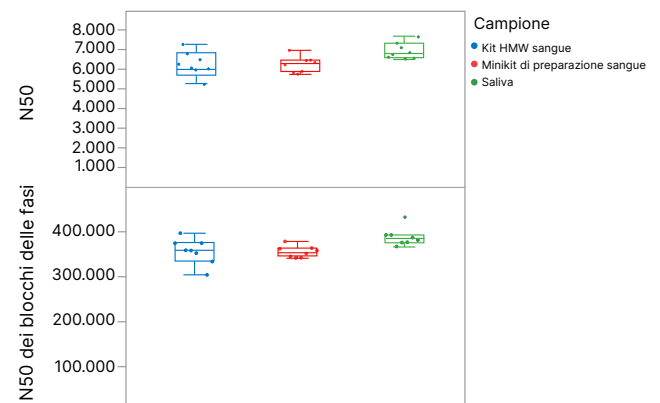 N50
8.000
7.000
6.000
5.000
4.000
3.000
2.000
1.000
N50 dei blocchi delle fasi
400.000
300.000
200.000
100.000
Campione
Kit HMW sangue
Minikit di preparazione sangue
Saliva